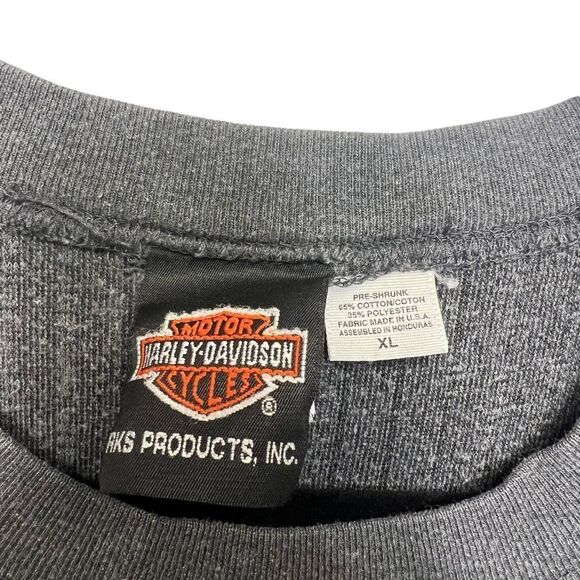 MOTOR
HARLEY-DAVIDSON
CYCLES
®
RKS PRODUCTS, INC.
PRE-SHRUNK
65% COTTON/COTON
35% POLYESTER
FABRIC MADE IN U.S.A.
ASSEMBLED IN HONDURAS
XL